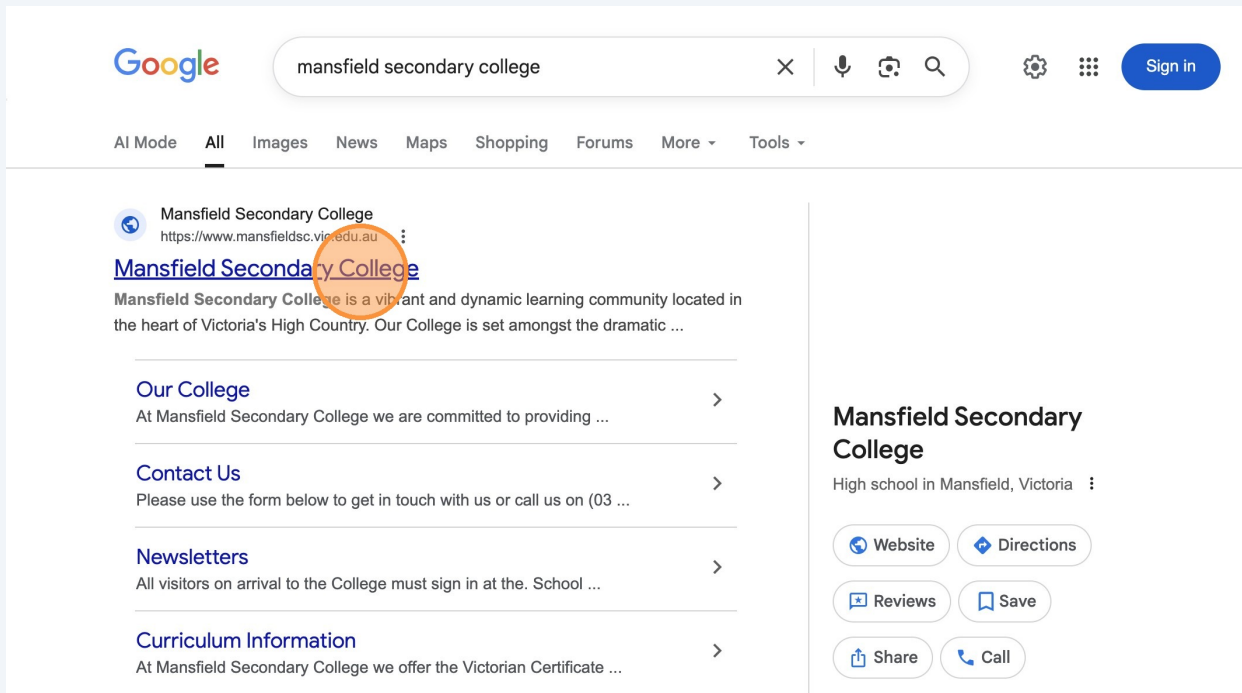 Google
mansfield secondary college
Sign in
AI Mode All Images News Maps Shopping Forums More Tools
Mansfield Secondary College
https://www.mansfieldsc.vic.edu.au
Mansfield Secondary College
Mansfield Secondary College is a vibrant and dynamic learning community located in
the heart of Victoria's High Country. Our College is set amongst the dramatic ...
Our College
At Mansfield Secondary College we are committed to providing ...
Contact Us
Please use the form below to get in touch with us or call us on (03 ...
Newsletters
All visitors on arrival to the College must sign in at the. School ...
Curriculum Information
At Mansfield Secondary College we offer the Victorian Certificate ...
Mansfield Secondary
College
High school in Mansfield, Victoria
Website Directions
Reviews Save
Share Call